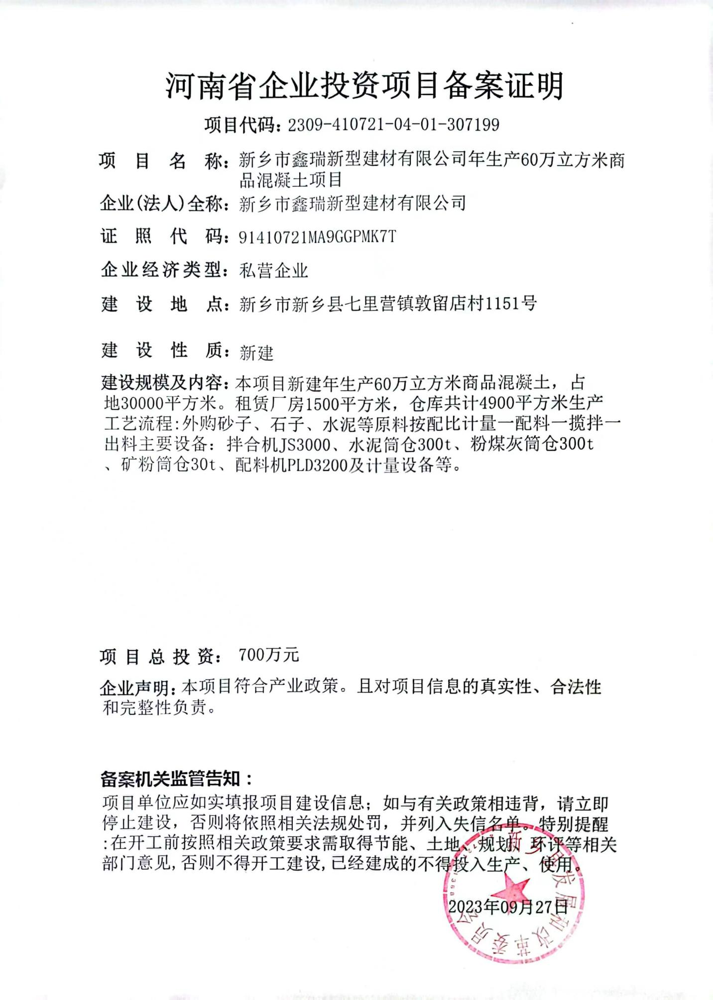 河南省企业投资项目备案证明
项目代码：2309-410721-04-01-307199
项目名称：新乡市鑫瑞新型建材有限公司年生产60万立方米商
品混凝土项目
企业(法人)全称：新乡市鑫瑞新型建材有限公司
证照代码：91410721MA9GGPMK7T
企业经济类型：私营企业
建设地点：新乡市新乡县七里营镇敦留店村1151号
建设性质：新建
建设规模及内容：本项目新建年生产60万立方米商品混凝土，占
地30000平方米。租赁厂房1500平方米，仓库共计4900平方米生产
工艺流程:外购砂子、石子、水泥等原料按配比计量一配料一搅拌一
出料主要设备：拌合机JS3000、水泥筒仓300t、粉煤灰筒仓300t
、矿粉筒仓30t、配料机PLD3200及计量设备等。
项目总投资：700万元
企业声明：本项目符合产业政策。且对项目信息的真实性、合法性
和完整性负责。
备案机关监管告知：
项目单位应如实填报项目建设信息；如与有关政策相违背，请立即
停止建设，否则将依照相关法规处罚，并列入失信名单。特别提醒
:在开工前按照相关政策要求需取得节能、土地、规划、环评等相关
部门意见,否则不得开工建设,已经建成的不得投入生产、使用。
新乡县发展和改革委员会
2023年09月27日